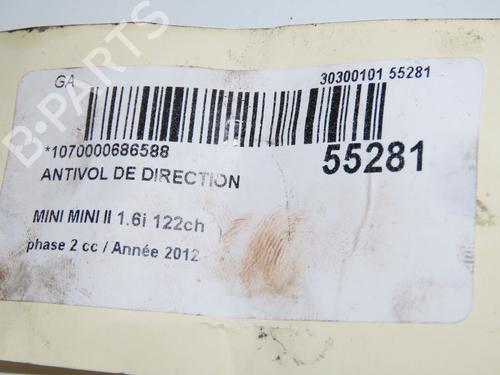 GA
30300101 55281
*1070000686588
55281
ANTIVOL DE DIRECTION
MINI MINI II 1.6i 122ch
phase 2 cc / Année 2012
B-PARTS